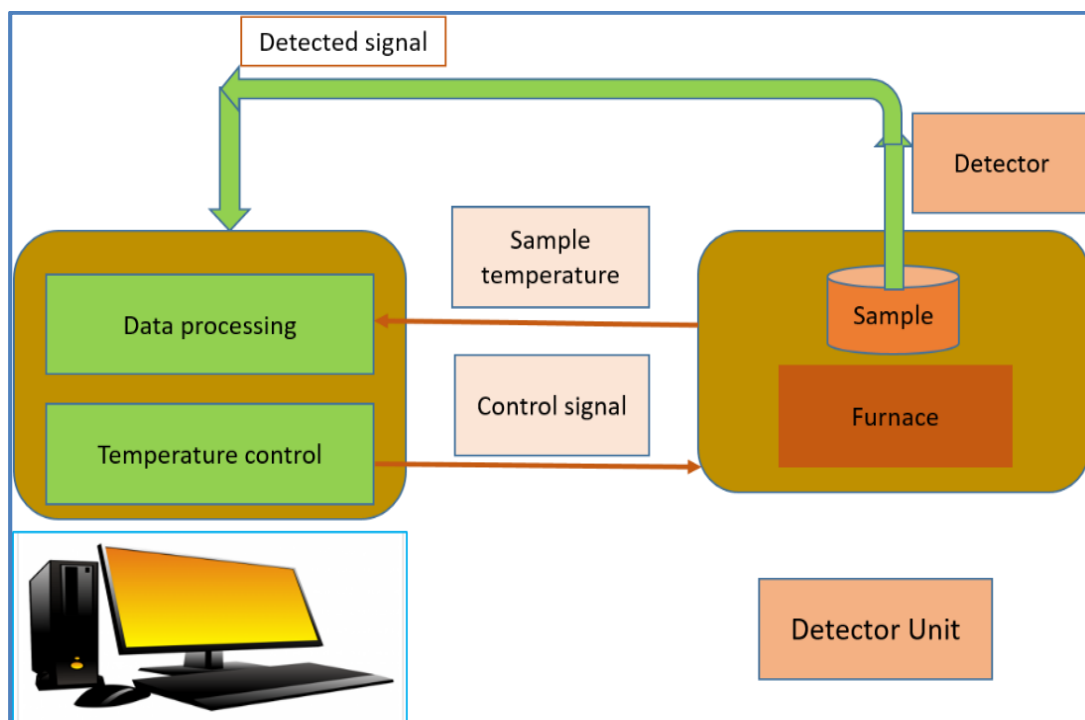 Detected signal
Detector
Sample
temperature
Data processing
Sample
Control signal
Furnace
Temperature control
Detector Unit